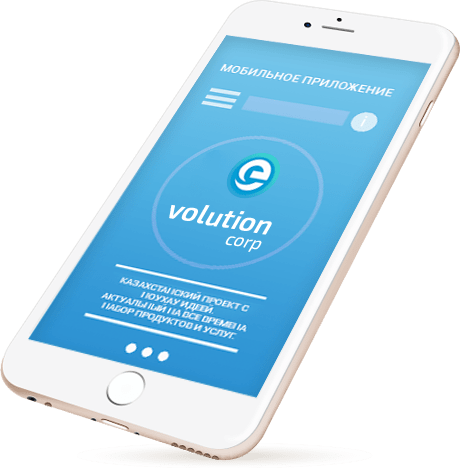 МОБИЛЬНОЕ ПРИЛОЖЕНИЕ
i
e
volution
corp
КАЗАХСТАНСКИЙ ПРОЕКТ С
НОУХАУ ИДЕЕЙ.
АКТУАЛЬНЫЙ НА ВСЕ ВРЕМЕНА
НАБОР ПРОДУКТОВ И УСЛУГ.